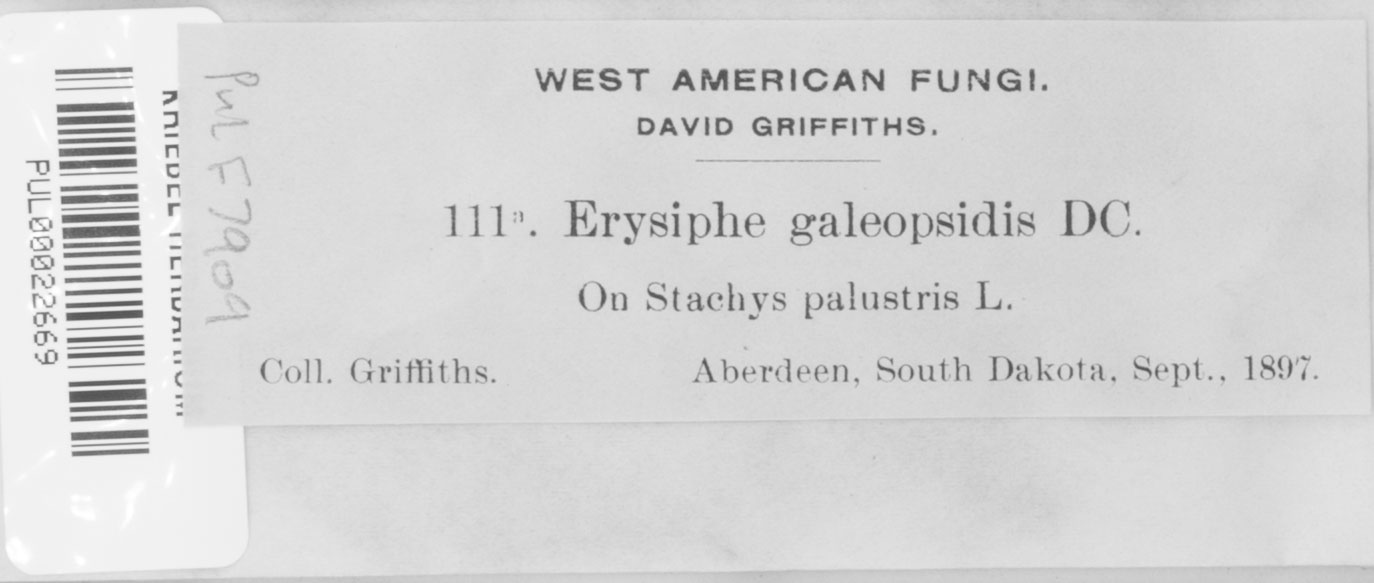 PUL00022669
PUL F7909
WEST AMERICAN FUNGI.
DAVID GRIFFITHS.
111ᵃ. Erysiphe galeopsidis DC.
On Stachys palustris L.
Coll. Griffiths. Aberdeen, South Dakota, Sept., 1897.